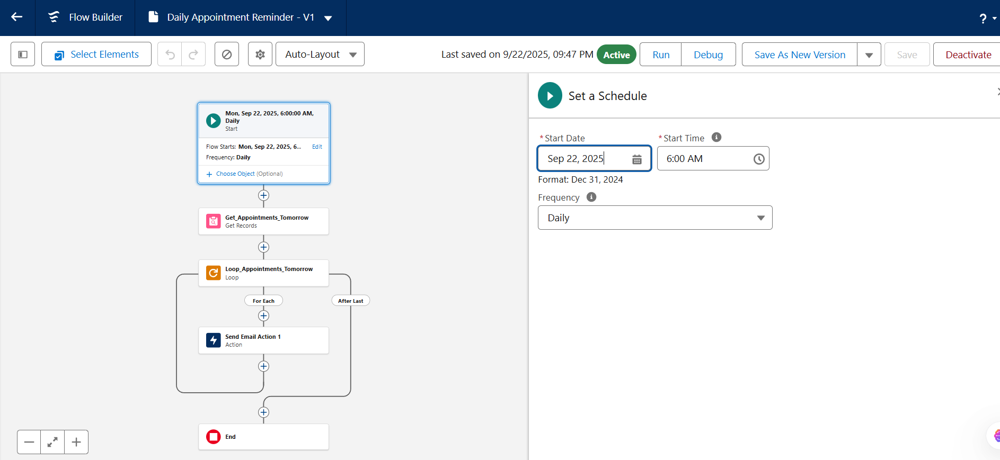 Flow Builder
Daily Appointment Reminder - V1
?
Select Elements
Auto-Layout
Last saved on 9/22/2025, 09:47 PM
Active
Run
Debug
Save As New Version
Save
Deactivate
Mon, Sep 22, 2025, 6:00:00 AM,
Daily
Start
Flow Starts: Mon, Sep 22, 2025, 6... Edit
Frequency: Daily
+ Choose Object (Optional)
Get_Appointments_Tomorrow
Get Records
Loop_Appointments_Tomorrow
Loop
For Each
After Last
Send Email Action 1
Action
End
Set a Schedule
*Start Date
Sep 22, 2025
Format: Dec 31, 2024
*Start Time
6:00 AM
Frequency
Daily